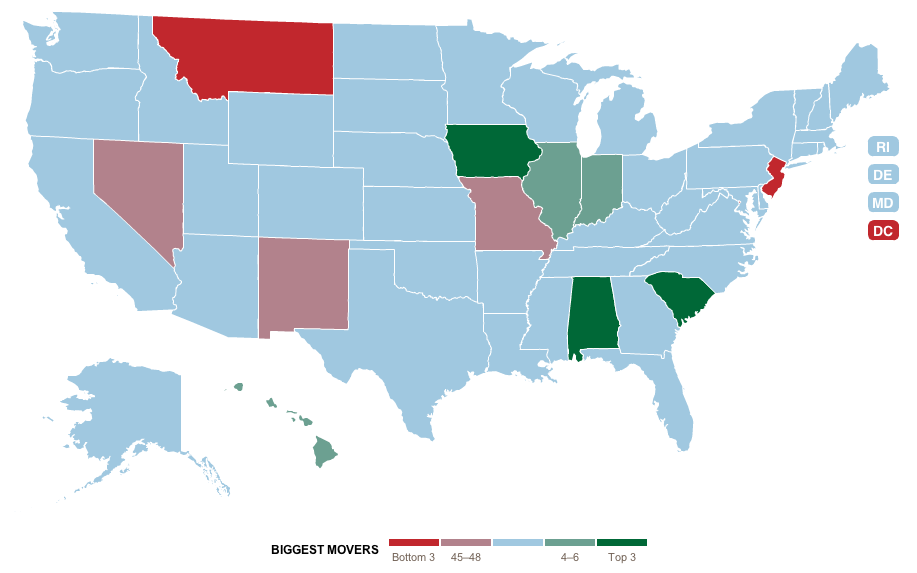 RI
DE
MD
DC
BIGGEST MOVERS
Bottom 3 45–48 4–6 Top 3